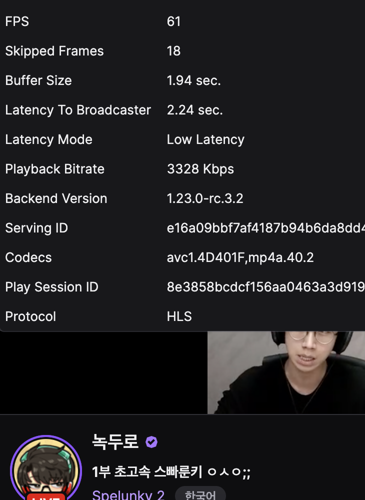 FPS 61
Skipped Frames 18
Buffer Size 1.94 sec.
Latency To Broadcaster 2.24 sec.
Latency Mode Low Latency
Playback Bitrate 3328 Kbps
Backend Version 1.23.0-rc.3.2
Serving ID e16a09bbf7af4187b94b6da8dd4
Codecs avc1.4D401F,mp4a.40.2
Play Session ID 8e3858bcdcf156aa0463a3d919
Protocol HLS
녹두로
1부 초고속 스빠룬키 ㅇㅅㅇ;;
Spelunky 2 한국어